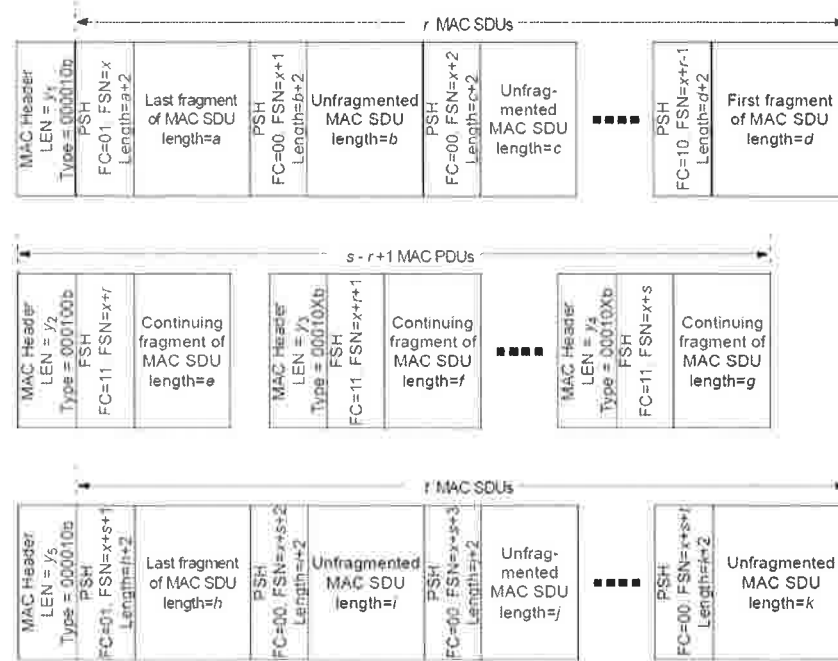 r MAC SDUs
MAC Header
LEN = y1
Type = 000010b
PSH
FC=01, FSN=x
Length=a+2
Last fragment
of MAC SDU
length=a
PSH
FC=00, FSN=x+1
Length=b+2
Unfragmented
MAC SDU
length=b
PSH
FC=00, FSN=x+2
Length=c+2
Unfrag-
mented
MAC SDU
length=c
PSH
FC=10, FSN=x+r-1
Length=d+2
First fragment
of MAC SDU
length=d
s - r +1 MAC PDUs
MAC Header
LEN = y2
Type = 000100b
FSH
FC=11, FSN=x+r
Continuing
fragment of
MAC SDU
length=e
MAC Header
LEN = y3
Type = 00010Xb
FSH
FC=11, FSN=x+r+1
Continuing
fragment of
MAC SDU
length=f
MAC Header
LEN = y4
Type = 00010Xb
FSH
FC=11, FSN=x+s
Continuing
fragment of
MAC SDU
length=g
t MAC SDUs
MAC Header
LEN = y5
Type = 000010b
PSH
FC=01, FSN=x+s+1
Length=h+2
Last fragment
of MAC SDU
length=h
PSH
FC=00, FSN=x+s+2
Length=i+2
Unfragmented
MAC SDU
length=i
PSH
FC=00, FSN=x+s+3
Length=j+2
Unfrag-
mented
MAC SDU
length=j
PSH
FC=00, FSN=x+s+t
Length=k+2
Unfragmented
MAC SDU
length=k